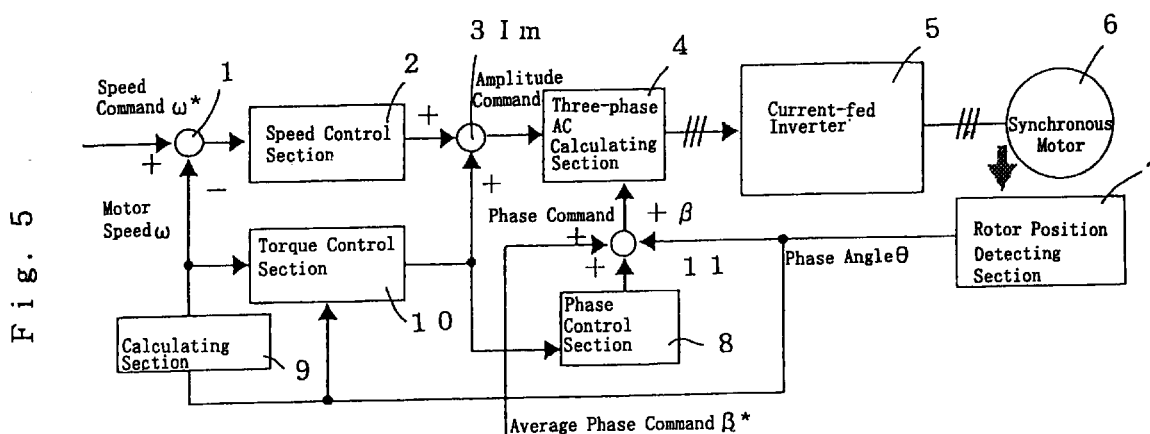 Fig. 5
3 Im
1
2
4
5
6
Speed
Command ω*
Amplitude
Command
+
−
Speed Control
Section
+
+
Three-phase
AC
Calculating
Section
Current-fed
Inverter
Synchronous
Motor
Motor
Speed ω
Torque Control
Section
10
Phase Command
+ β
+
+
11
Phase Angle θ
Rotor Position
Detecting
Section
Calculating
Section
9
Phase
Control
Section
8
Average Phase Command β*